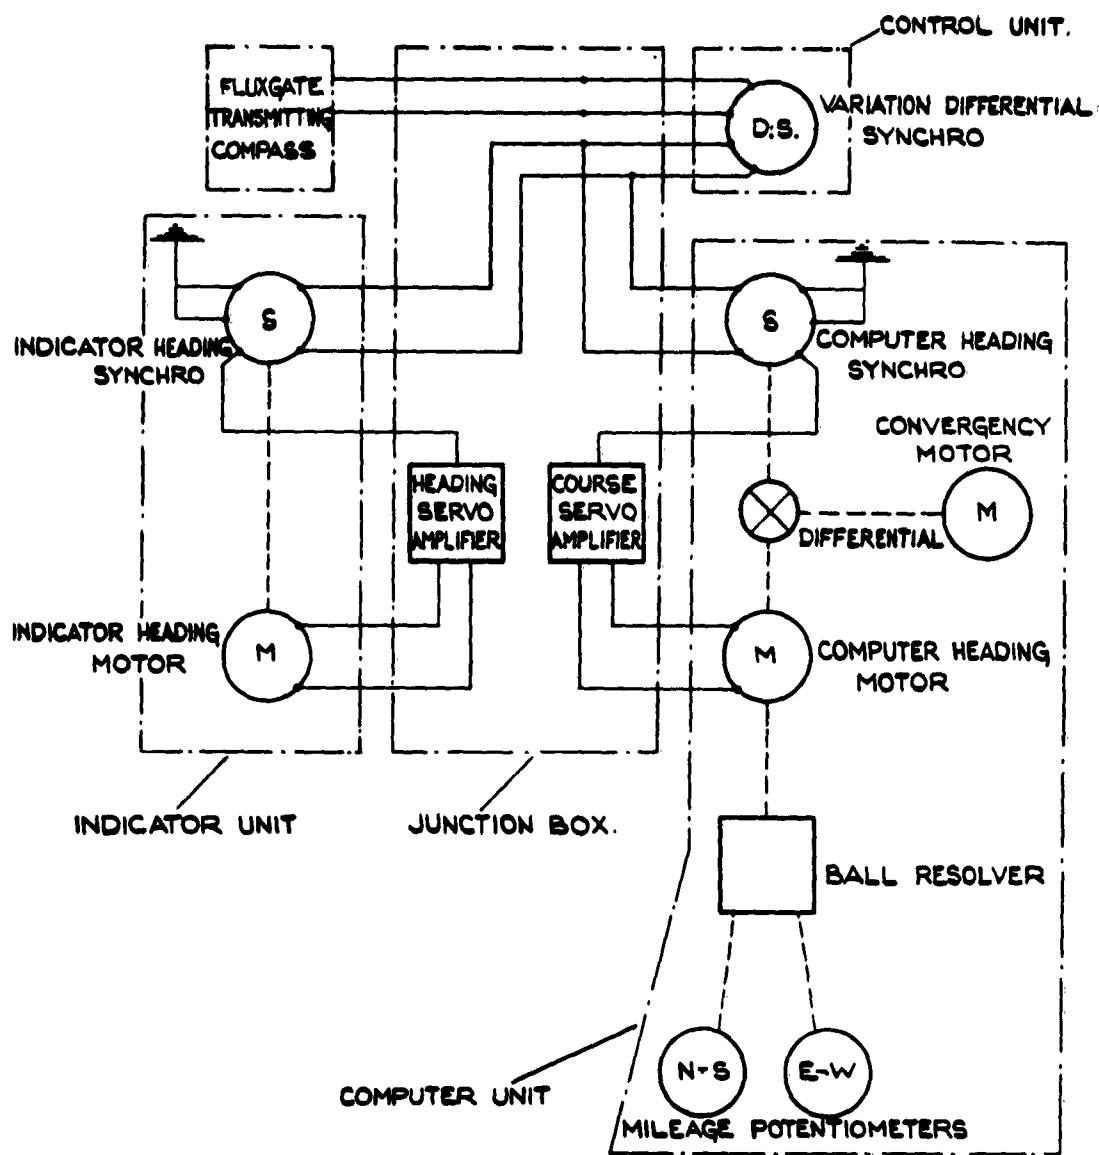 CONTROL UNIT.
FLUXGATE
TRANSMITTING
COMPASS
D.S.
VARIATION DIFFERENTIAL
SYNCHRO
S
INDICATOR HEADING
SYNCHRO
S
COMPUTER HEADING
SYNCHRO
CONVERGENCY
MOTOR
M
HEADING
SERVO
AMPLIFIER
COURSE
SERVO
AMPLIFIER
DIFFERENTIAL
INDICATOR HEADING
MOTOR
M
M
COMPUTER HEADING
MOTOR
INDICATOR UNIT
JUNCTION BOX.
BALL RESOLVER
COMPUTER UNIT
N-S
E-W
MILEAGE POTENTIOMETERS